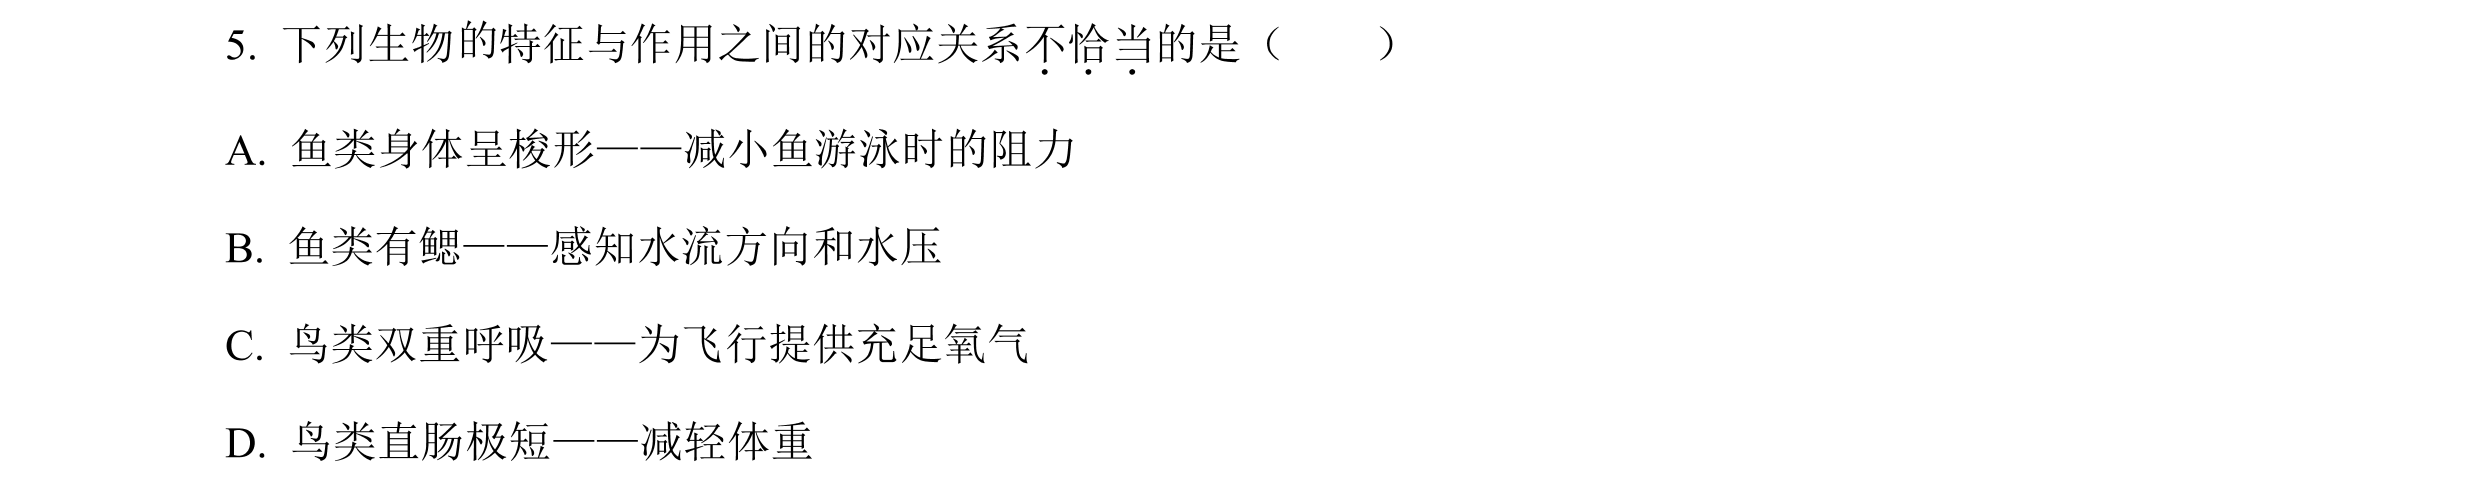 5. 下列生物的特征与作用之间的对应关系不恰当的是（　　）
A. 鱼类身体呈梭形——减小鱼游泳时的阻力
B. 鱼类有鳃——感知水流方向和水压
C. 鸟类双重呼吸——为飞行提供充足氧气
D. 鸟类直肠极短——减轻体重